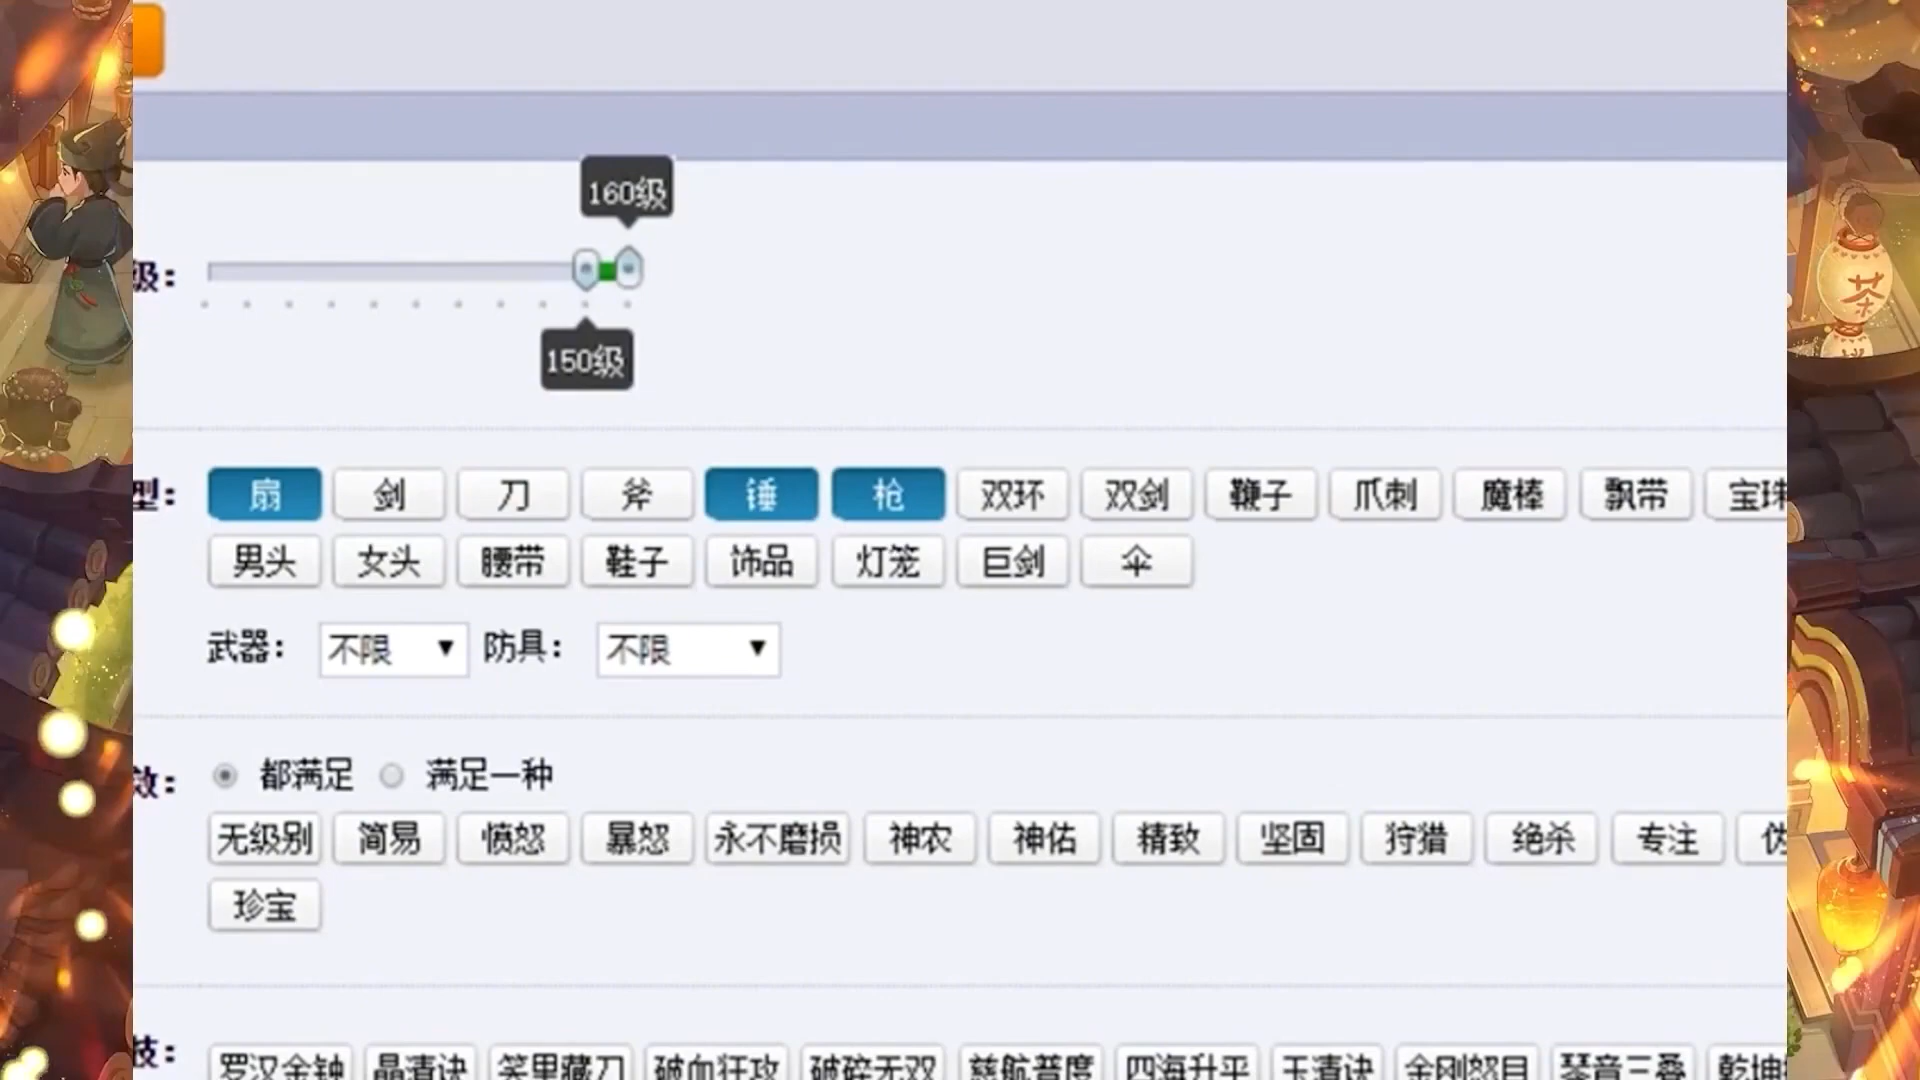 160级
级：
150级
型： 扇 剑 刀 斧 锤 枪 双环 双剑 鞭子 爪刺 魔棒 飘带 宝珠
男头 女头 腰带 鞋子 饰品 灯笼 巨剑 伞
武器： 不限 防具： 不限
效： 都满足 满足一种
无级别 简易 愤怒 暴怒 永不磨损 神农 神佑 精致 坚固 狩猎 绝杀 专注
珍宝
技： 罗汉金钟 晶清诀 笑里藏刀 破血狂攻 破碎无双 慈航普度 四海升平 玉清诀 金刚怒目 琴音三叠 乾坤
茶